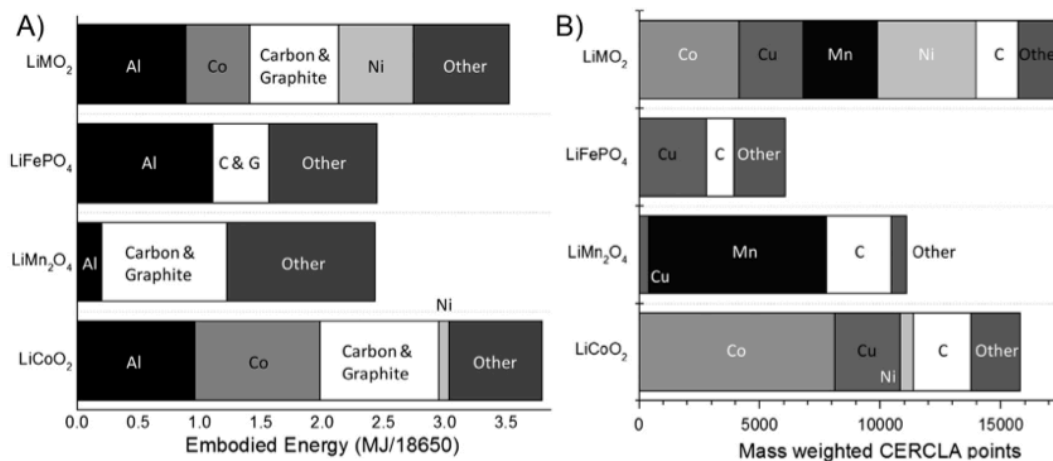 A)
LiMO2
Al
Co
Carbon &
Graphite
Ni
Other
LiFePO4
Al
C & G
Other
LiMn2O4
Al
Carbon &
Graphite
Other
Ni
LiCoO2
Al
Co
Carbon &
Graphite
Other
0.0 0.5 1.0 1.5 2.0 2.5 3.0 3.5
Embodied Energy (MJ/18650)
B)
LiMO2
Co
Cu
Mn
Ni
C
Othe
LiFePO4
Cu
C
Other
LiMn2O4
Cu
Mn
C
Other
LiCoO2
Co
Cu
Ni
C
Other
0 5000 10000 15000
Mass weighted CERCLA points